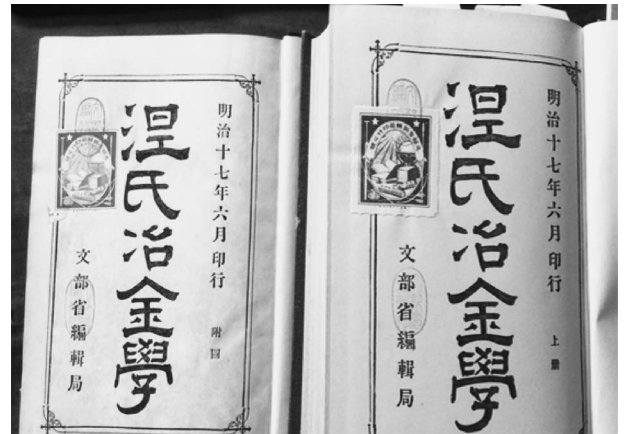 明治十七年六月印行 上册
涅氏冶金學
文部省編輯局
明治十七年六月印行 附圖
涅氏冶金學
文部省編輯局